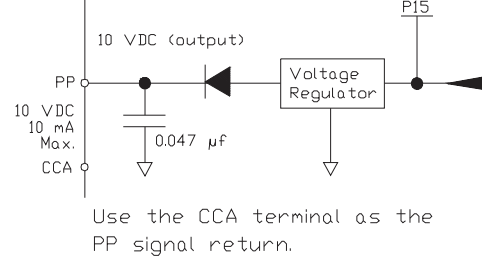 P15
10 VDC (output)
Voltage
Regulator
PP
10 VDC
10 mA
Max.
0.047 µf
CCA
Use the CCA terminal as the
PP signal return.